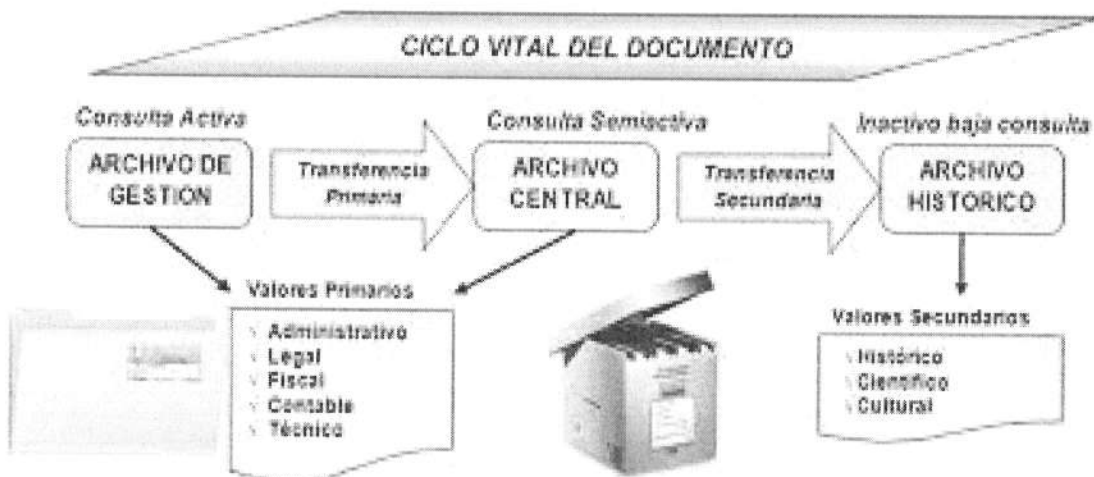 CICLO VITAL DEL DOCUMENTO
Consulta Activa
ARCHIVO DE
GESTION
Transferencia
Primaria
Consulta Semiactiva
ARCHIVO
CENTRAL
Transferencia
Secundaria
Inactivo baja consulta
ARCHIVO
HISTORICO
Valores Primarios
√ Administrativo
√ Legal
√ Fiscal
√ Contable
√ Técnico
Valores Secundarios
√ Histórico
√ Científico
√ Cultural